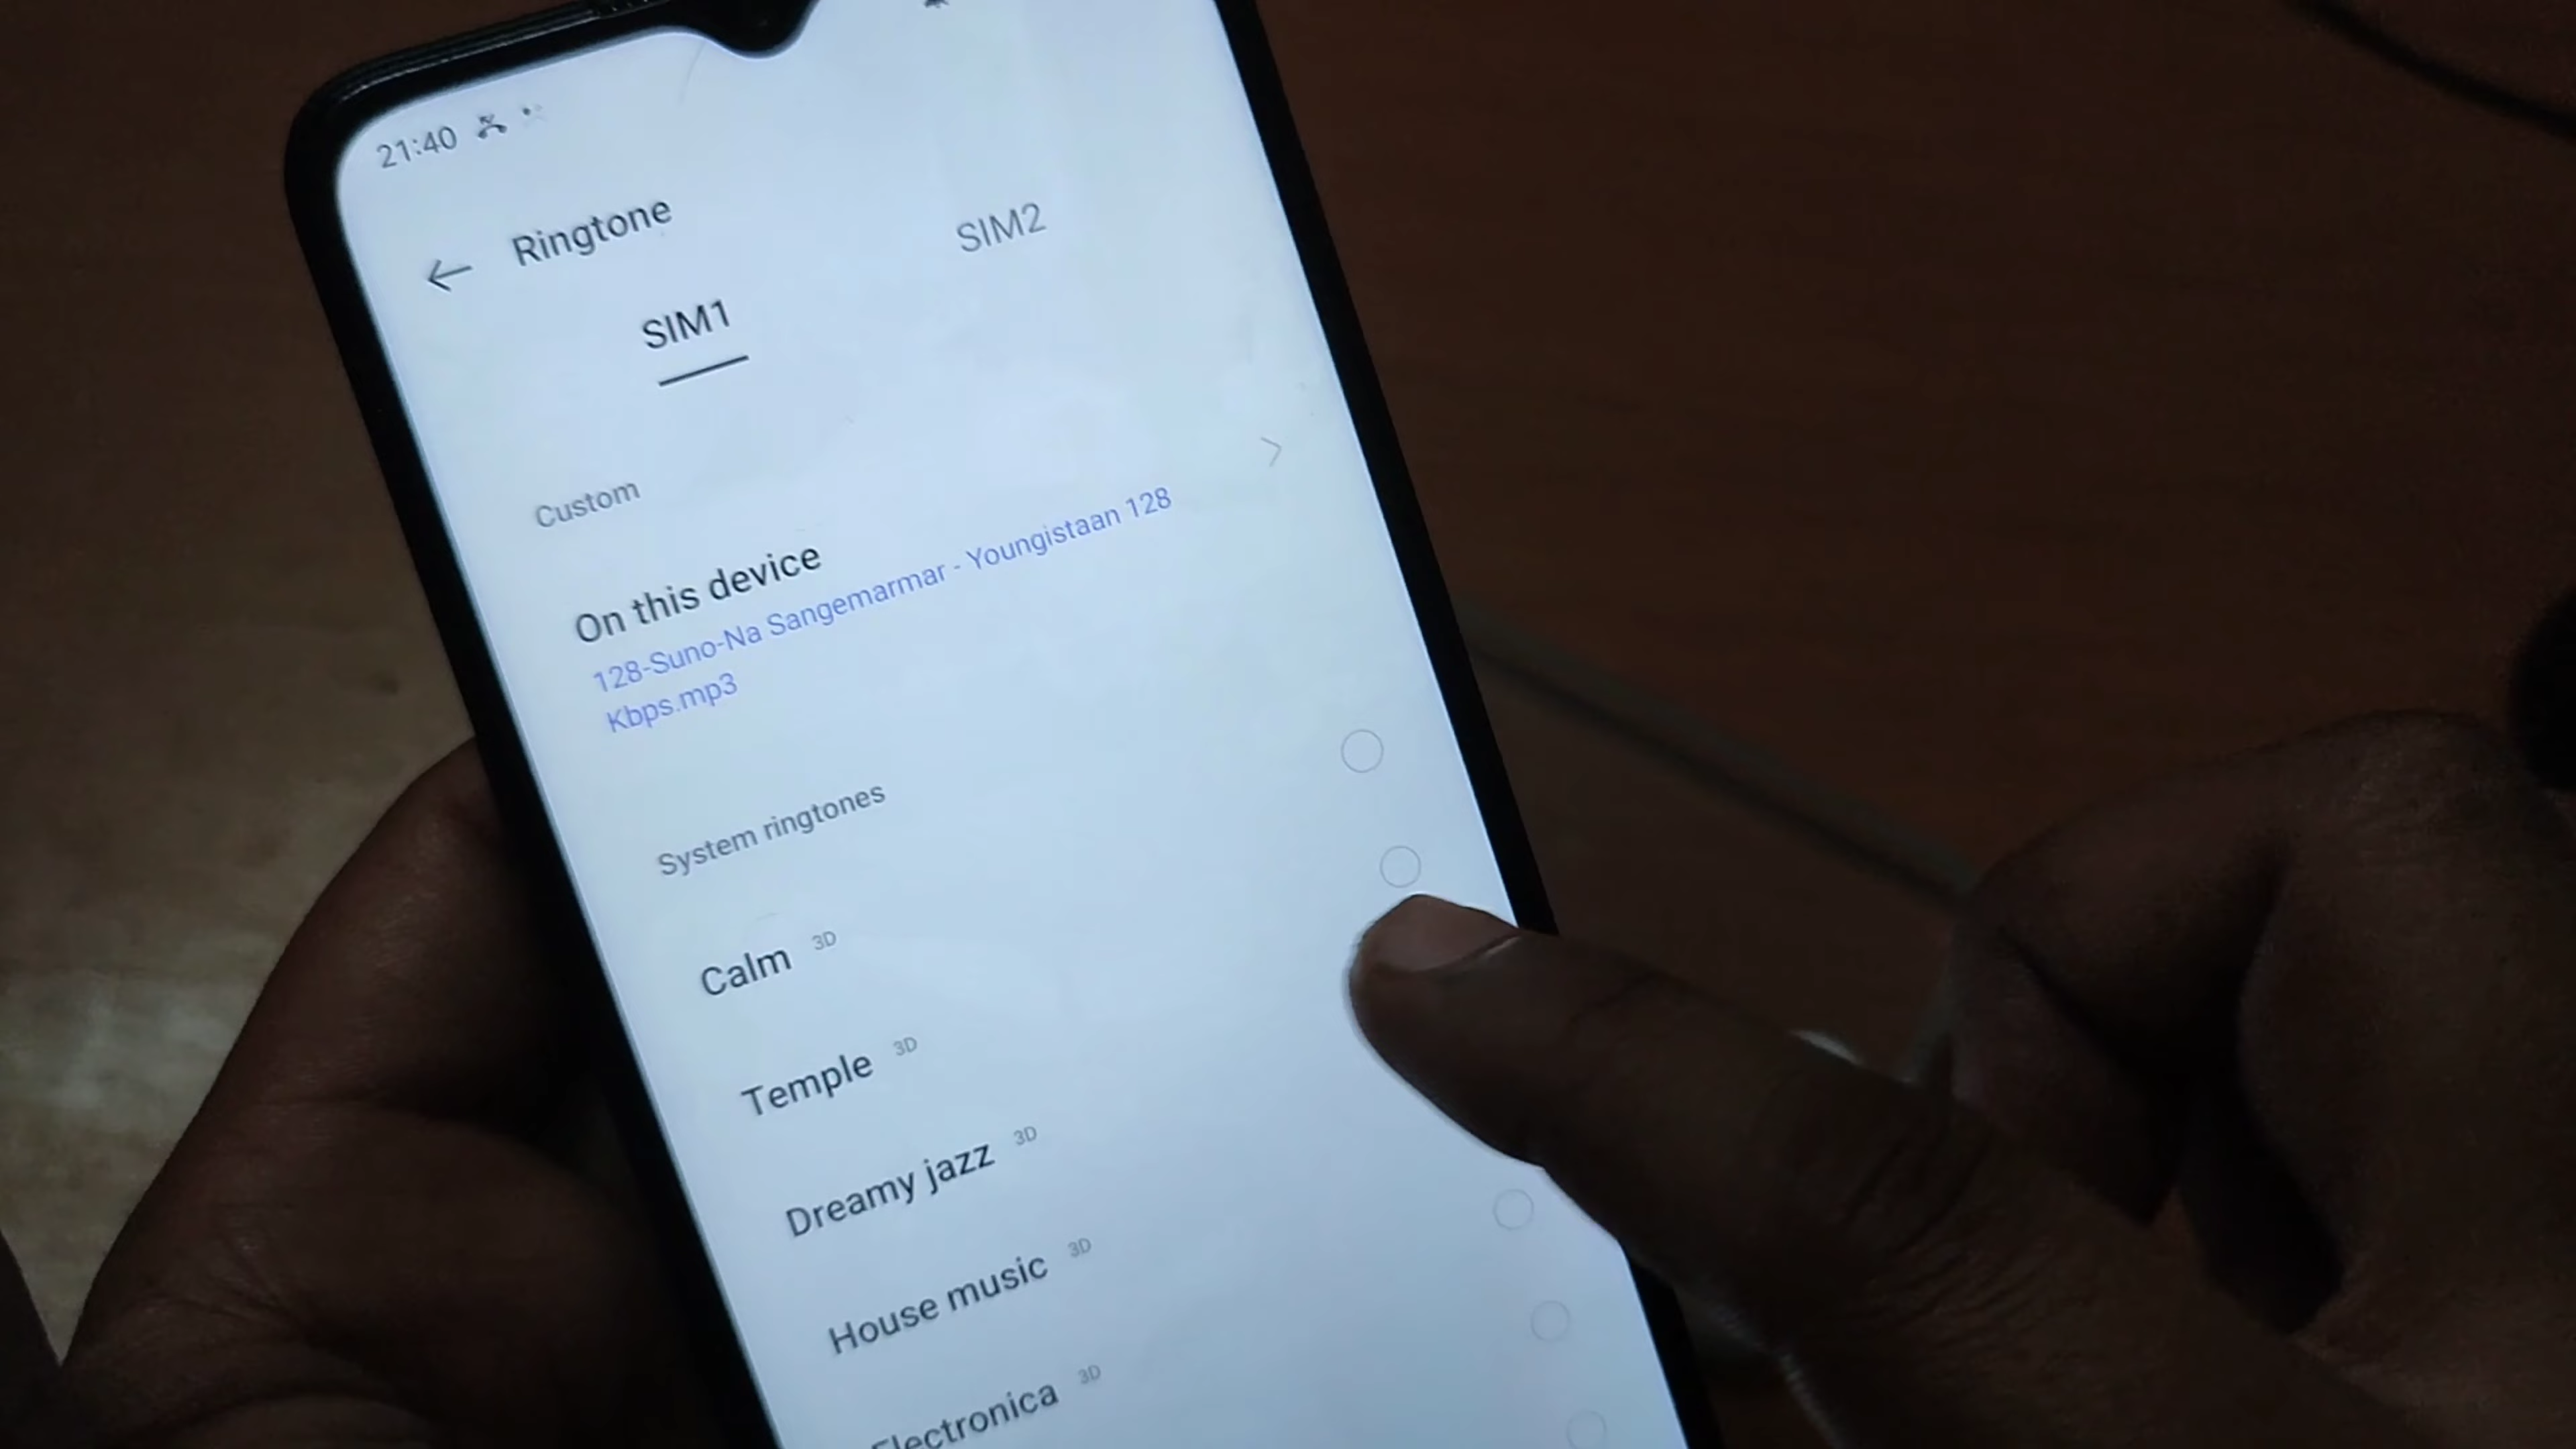 21:40
Ringtone
SIM1
SIM2
Custom
On this device
128-Suno-Na Sangemarmar - Youngistaan 128
Kbps.mp3
System ringtones
Calm 3D
Temple 3D
Dreamy jazz 3D
House music 3D
Electronica 3D